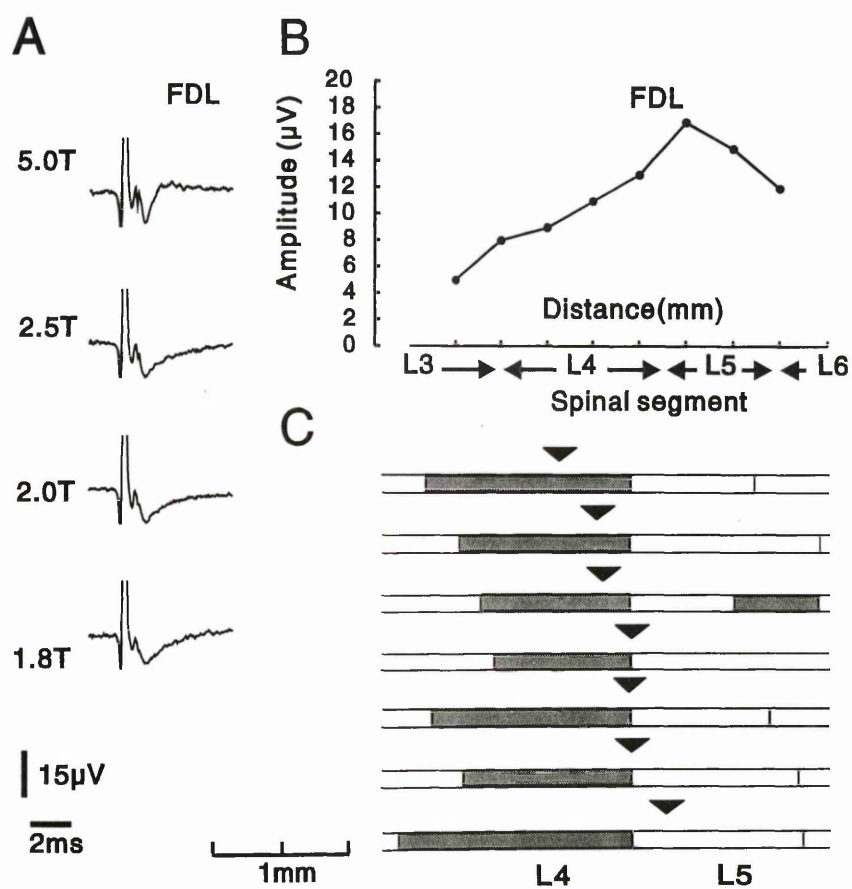 A
FDL
5.0T
2.5T
2.0T
1.8T
15µV
2ms
B
Amplitude (µV)
20
18
16
14
12
10
8
6
4
2
0
FDL
Distance(mm)
L3 L4 L5 L6
Spinal segment
C
1mm
L4 L5